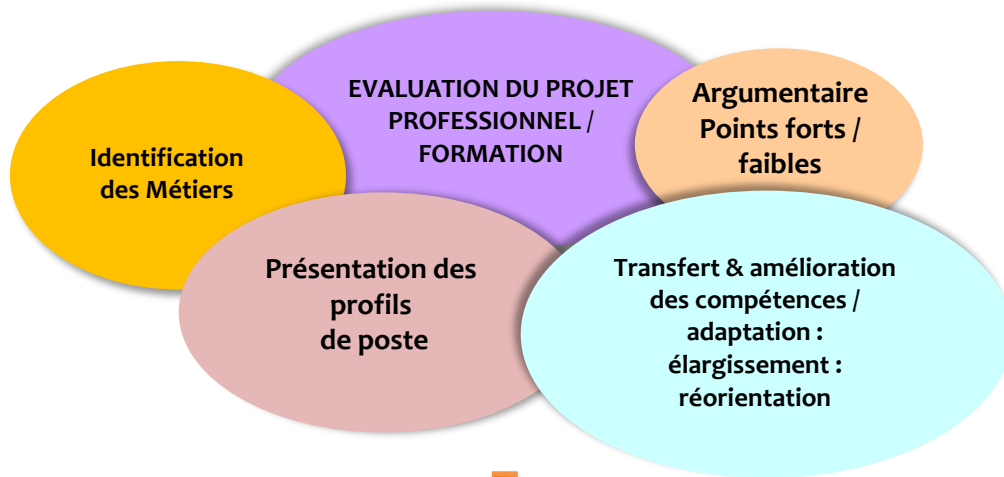 EVALUATION DU PROJET
PROFESSIONNEL /
FORMATION
Argumentaire
Points forts /
faibles
Identification
des Métiers
Présentation des
profils
de poste
Transfert & amélioration
des compétences /
adaptation :
élargissement :
réorientation